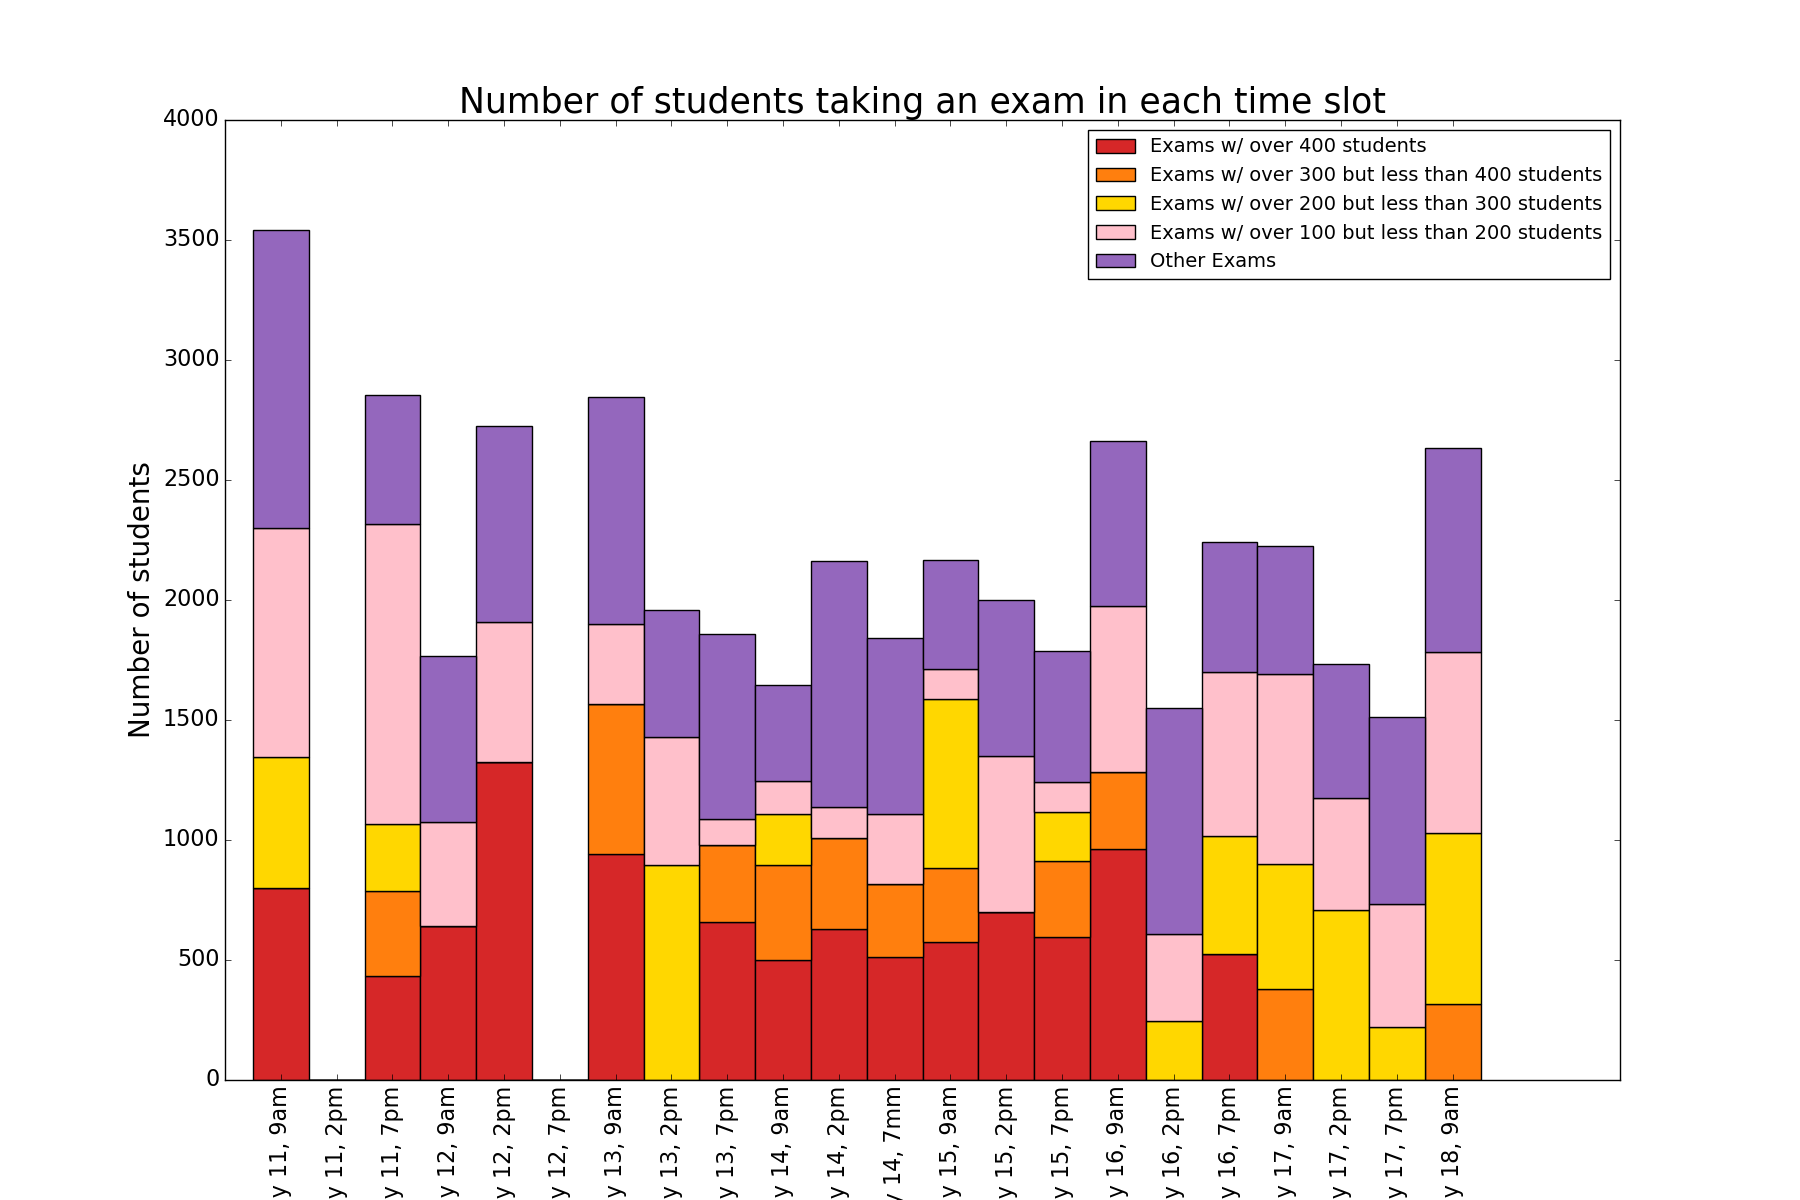 Number of students taking an exam in each time slot
4000
3500
3000
2500
2000
1500
1000
500
0
Number of students
Exams w/ over 400 students
Exams w/ over 300 but less than 400 students
Exams w/ over 200 but less than 300 students
Exams w/ over 100 but less than 200 students
Other Exams
y 11, 9am
y 11, 2pm
y 11, 7pm
y 12, 9am
y 12, 2pm
y 12, 7pm
y 13, 9am
y 13, 2pm
y 13, 7pm
y 14, 9am
y 14, 2pm
y 14, 7mm
y 15, 9am
y 15, 2pm
y 15, 7pm
y 16, 9am
y 16, 2pm
y 16, 7pm
y 17, 9am
y 17, 2pm
y 17, 7pm
y 18, 9am